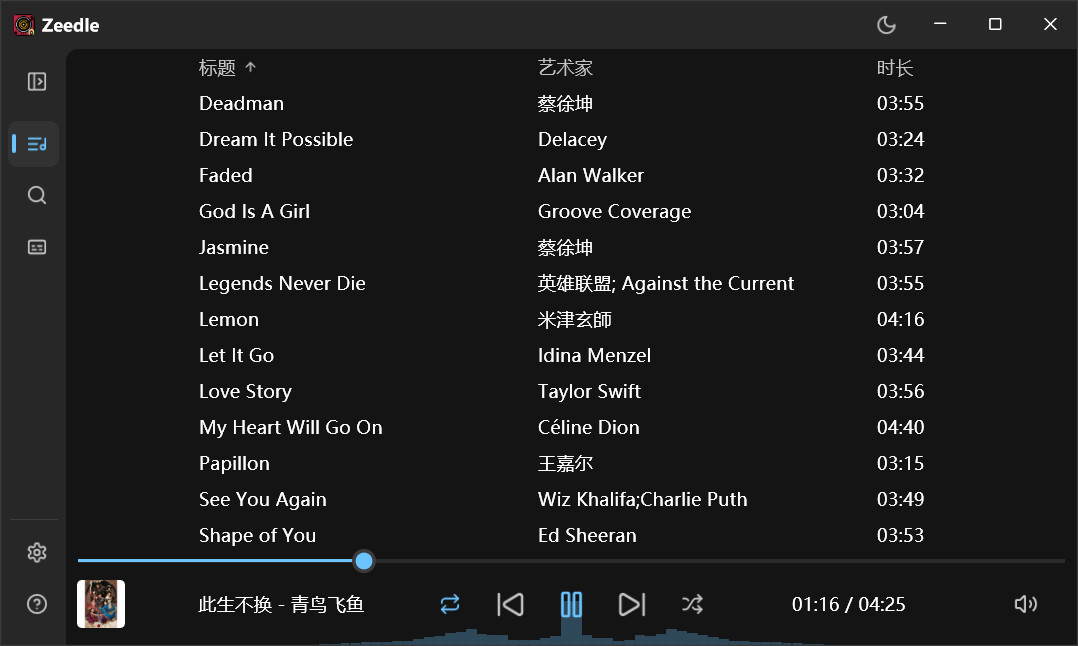 Zeedle
标题 ↑ 艺术家 时长
Deadman 蔡徐坤 03:55
Dream It Possible Delacey 03:24
Faded Alan Walker 03:32
God Is A Girl Groove Coverage 03:04
Jasmine 蔡徐坤 03:57
Legends Never Die 英雄联盟; Against the Current 03:55
Lemon 米津玄師 04:16
Let It Go Idina Menzel 03:44
Love Story Taylor Swift 03:56
My Heart Will Go On Céline Dion 04:40
Papillon 王嘉尔 03:15
See You Again Wiz Khalifa;Charlie Puth 03:49
Shape of You Ed Sheeran 03:53
此生不换 - 青鸟飞鱼 01:16 / 04:25